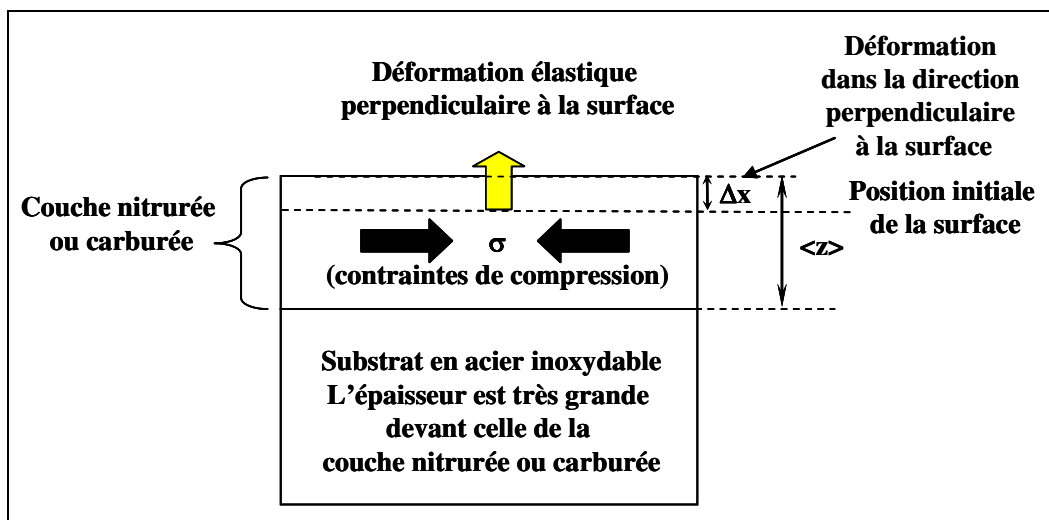 Déformation élastique
perpendiculaire à la surface
Déformation
dans la direction
perpendiculaire
à la surface
Couche nitrurée
ou carburée
Δx
Position initiale
de la surface
<z>
σ
(contraintes de compression)
Substrat en acier inoxydable
L'épaisseur est très grande
devant celle de la
couche nitrurée ou carburée